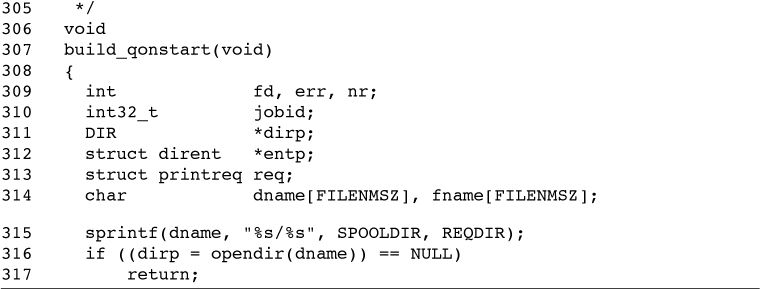 305     */
306   void
307   build_qonstart(void)
308   {
309     int             fd, err, nr;
310     int32_t         jobid;
311     DIR             *dirp;
312     struct dirent   *entp;
313     struct printreq req;
314     char            dname[FILENMSZ], fname[FILENMSZ];
315     sprintf(dname, "%s/%s", SPOOLDIR, REQDIR);
316     if ((dirp = opendir(dname)) == NULL)
317         return;